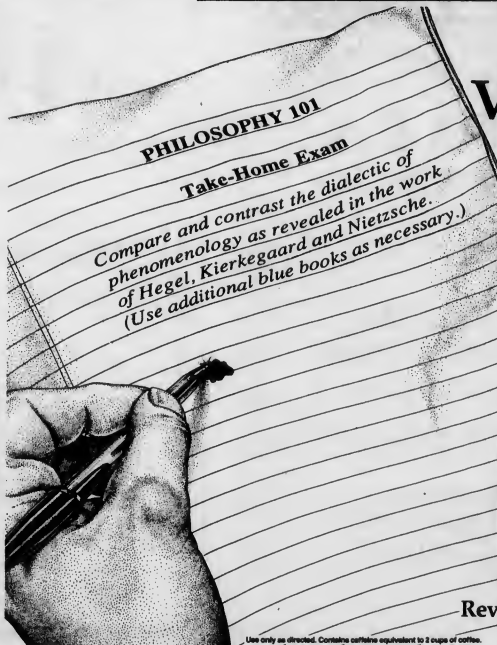 PHILOSOPHY 101
Take-Home Exam
Compare and contrast the dialectic of
phenomenology as revealed in the work
of Hegel, Kierkegaard and Nietzsche.
(Use additional blue books as necessary.)
Rev
Use only as directed. Contains caffeine equivalent to 2 cups of coffee.